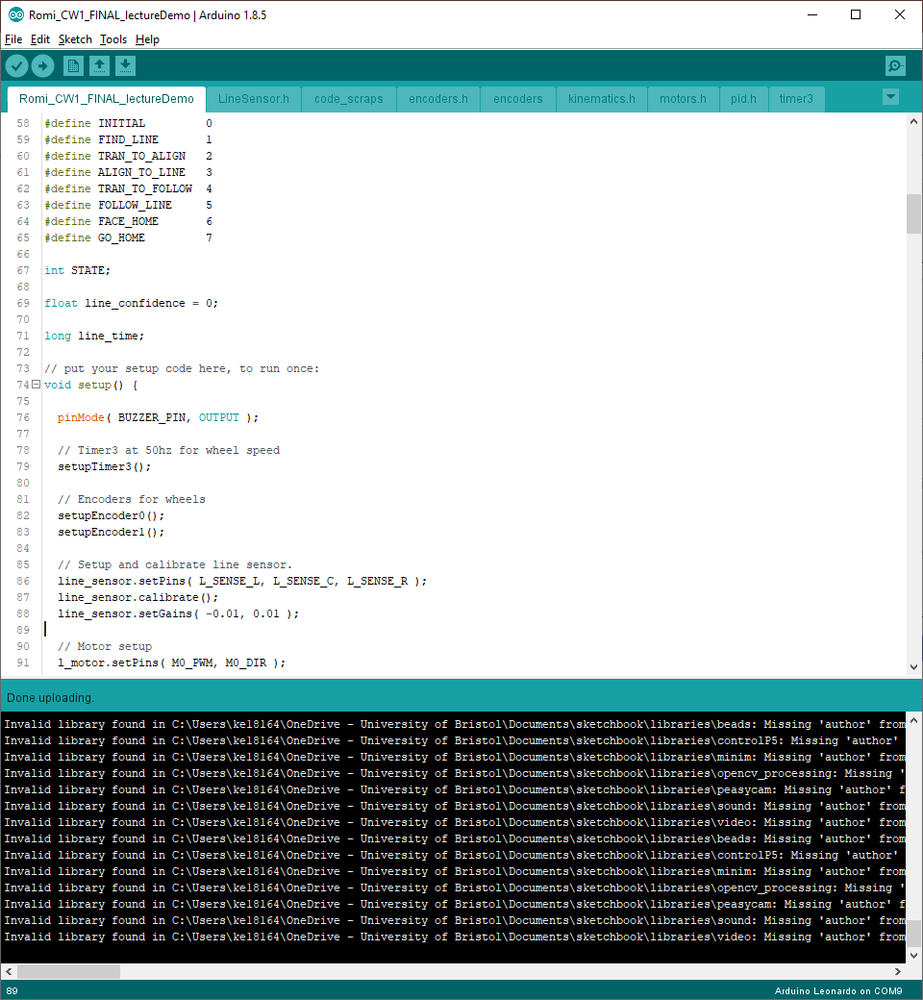 Romi_CW1_FINAL_lectureDemo | Arduino 1.8.5
File Edit Sketch Tools Help
Romi_CW1_FINAL_lectureDemo LineSensor.h code_scraps encoders.h encoders kinematics.h motors.h pid.h timer3
58 #define INITIAL 0
59 #define FIND_LINE 1
60 #define TRAN_TO_ALIGN 2
61 #define ALIGN_TO_LINE 3
62 #define TRAN_TO_FOLLOW 4
63 #define FOLLOW_LINE 5
64 #define FACE_HOME 6
65 #define GO_HOME 7
66
67 int STATE;
68
69 float line_confidence = 0;
70
71 long line_time;
72
73 // put your setup code here, to run once:
74 void setup() {
75
76 pinMode( BUZZER_PIN, OUTPUT );
77
78 // Timer3 at 50hz for wheel speed
79 setupTimer3();
80
81 // Encoders for wheels
82 setupEncoder0();
83 setupEncoder1();
84
85 // Setup and calibrate line sensor.
86 line_sensor.setPins( L_SENSE_L, L_SENSE_C, L_SENSE_R );
87 line_sensor.calibrate();
88 line_sensor.setGains( -0.01, 0.01 );
89
90 // Motor setup
91 l_motor.setPins( M0_PWM, M0_DIR );
Done uploading.
Invalid library found in C:\Users\kel8164\OneDrive - University of Bristol\Documents\sketchbook\libraries\beads: Missing 'author' from
Invalid library found in C:\Users\kel8164\OneDrive - University of Bristol\Documents\sketchbook\libraries\controlP5: Missing 'author'
Invalid library found in C:\Users\kel8164\OneDrive - University of Bristol\Documents\sketchbook\libraries\minim: Missing 'author' from
Invalid library found in C:\Users\kel8164\OneDrive - University of Bristol\Documents\sketchbook\libraries\opencv_processing: Missing '
Invalid library found in C:\Users\kel8164\OneDrive - University of Bristol\Documents\sketchbook\libraries\peasycam: Missing 'author' f
Invalid library found in C:\Users\kel8164\OneDrive - University of Bristol\Documents\sketchbook\libraries\sound: Missing 'author' from
Invalid library found in C:\Users\kel8164\OneDrive - University of Bristol\Documents\sketchbook\libraries\video: Missing 'author' from
Invalid library found in C:\Users\kel8164\OneDrive - University of Bristol\Documents\sketchbook\libraries\beads: Missing 'author' from
Invalid library found in C:\Users\kel8164\OneDrive - University of Bristol\Documents\sketchbook\libraries\controlP5: Missing 'author'
Invalid library found in C:\Users\kel8164\OneDrive - University of Bristol\Documents\sketchbook\libraries\minim: Missing 'author' from
Invalid library found in C:\Users\kel8164\OneDrive - University of Bristol\Documents\sketchbook\libraries\opencv_processing: Missing '
Invalid library found in C:\Users\kel8164\OneDrive - University of Bristol\Documents\sketchbook\libraries\peasycam: Missing 'author' f
Invalid library found in C:\Users\kel8164\OneDrive - University of Bristol\Documents\sketchbook\libraries\sound: Missing 'author' from
Invalid library found in C:\Users\kel8164\OneDrive - University of Bristol\Documents\sketchbook\libraries\video: Missing 'author' from
89 Arduino Leonardo on COM9